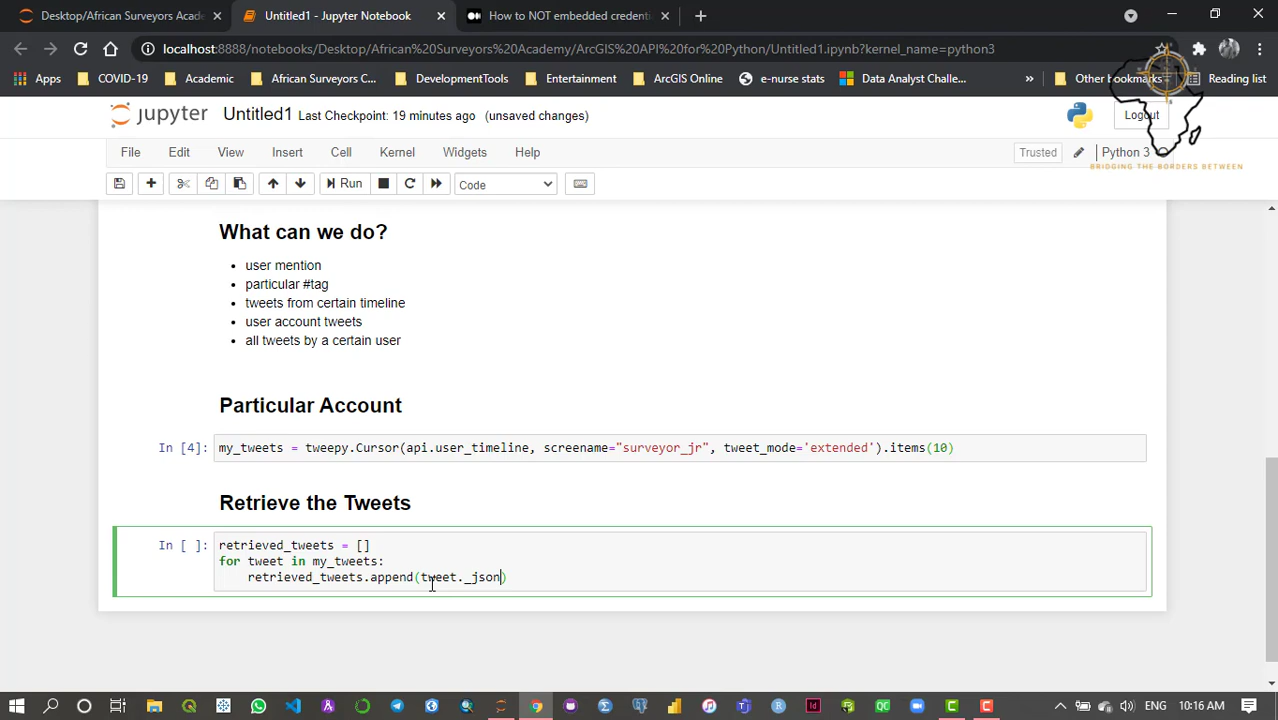 Desktop/African Surveyors Acade
Untitled1 - Jupyter Notebook
How to NOT embedded credenti
localhost:8888/notebooks/Desktop/African%20Surveyors%20Academy/ArcGIS%20API%20for%20Python/Untitled1.ipynb?kernel_name=python3
Apps
COVID-19
Academic
African Surveyors C...
DevelopmentTools
Entertainment
ArcGIS Online
e-nurse stats
Data Analyst Challe...
»
Other bookmarks
Reading list
jupyter
Untitled1
Last Checkpoint: 19 minutes ago
(unsaved changes)
Logout
File
Edit
View
Insert
Cell
Kernel
Widgets
Help
Trusted
Python 3
BRIDGING THE BORDERS BETWEEN
Run
Code
What can we do?
• user mention
• particular #tag
• tweets from certain timeline
• user account tweets
• all tweets by a certain user
Particular Account
In [4]:
my_tweets = tweepy.Cursor(api.user_timeline, screename="surveyor_jr", tweet_mode='extended').items(10)
Retrieve the Tweets
In [ ]:
retrieved_tweets = []
for tweet in my_tweets:
retrieved_tweets.append(tweet._json)
ENG
10:16 AM